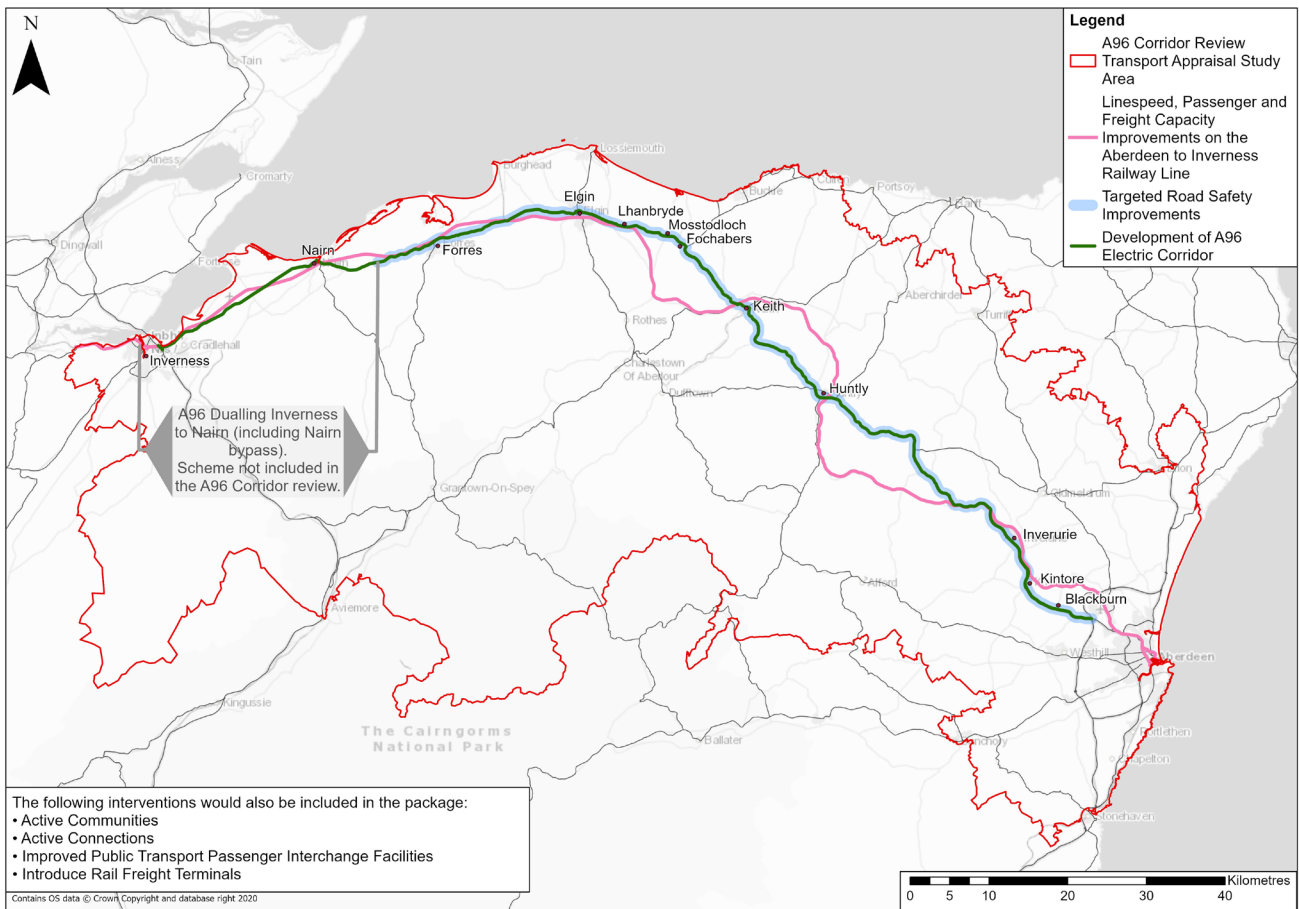 N
Legend
A96 Corridor Review
Transport Appraisal Study
Area
Linespeed, Passenger and
Freight Capacity
Improvements on the
Aberdeen to Inverness
Railway Line
Targeted Road Safety
Improvements
Development of A96
Electric Corridor
Tain
Alness
Cromarty
Dingwall
Lossiemouth
Burghead
Buckie
Portsoy
Elgin
Elgin
Lhanbryde
Mosstodloch
Fochabers
Nairn
Forres
Forres
Aberchirder
Keith
Rothes
Cradlehall
Inverness
Charlestown
Of Aberlour
Dufftown
Huntly
A96 Dualling Inverness
to Nairn (including Nairn
bypass).
Scheme not included in
the A96 Corridor review.
Grantown-On-Spey
Oldmeldrum
Inverurie
Kintore
Blackburn
Alford
Aviemore
Westhill
Aberdeen
Kingussie
The Cairngorms
National Park
Ballater
Portlethen
Chapelton
Stonehaven
The following interventions would also be included in the package:
• Active Communities
• Active Connections
• Improved Public Transport Passenger Interchange Facilities
• Introduce Rail Freight Terminals
Contains OS data © Crown Copyright and database right 2020
Kilometres
0 5 10 20 30 40